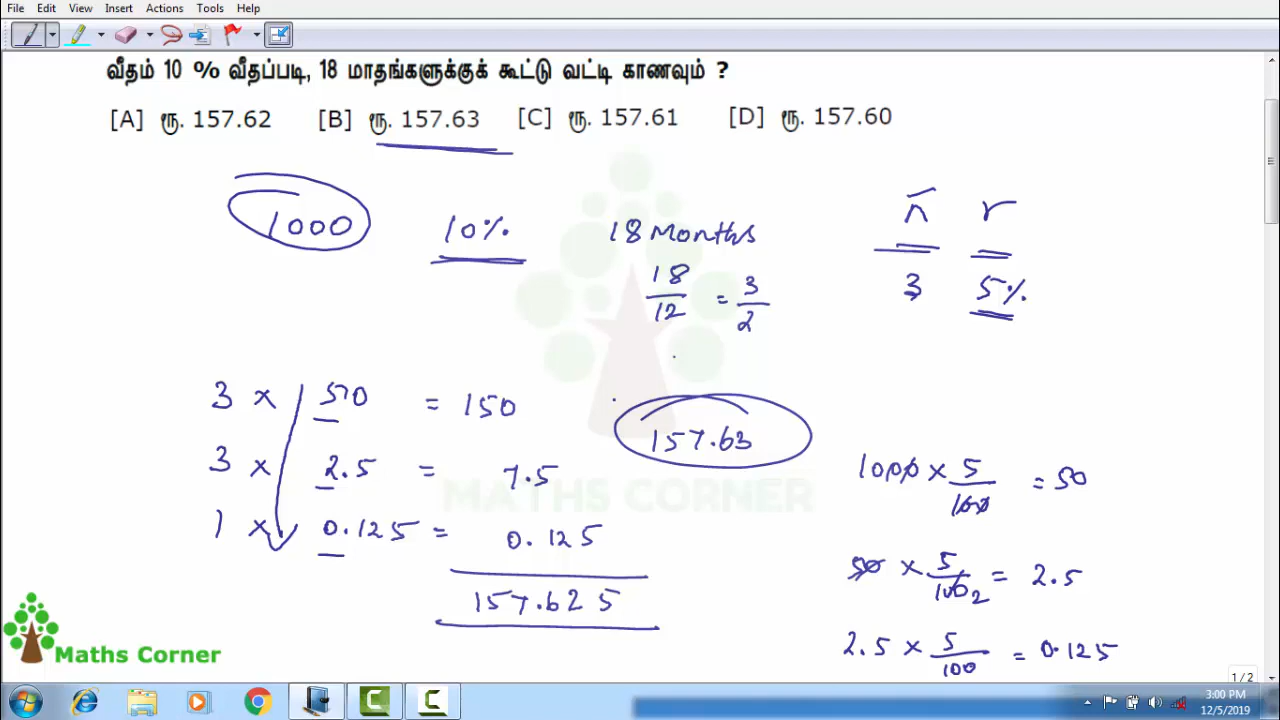 File Edit View Insert Actions Tools Help
வீதம் 10 % வீதப்படி, 18 மாதங்களுக்குக் கூட்டு வட்டி காணவும் ?
[A] ரூ. 157.62 [B] ரூ. 157.63 [C] ரூ. 157.61 [D] ரூ. 157.60
1000 10% 18 Months
n r
18/12 = 3/2
3 5%
3 × 50 = 150
157.63
3 × 2.5 = 7.5
1000 × 5/100 = 50
MATHS CORNER
1 × 0.125 = 0.125
50 × 5/100 2 = 2.5
157.625
2.5 × 5/100 = 0.125
Maths Corner
1/2
3:00 PM
12/5/2019